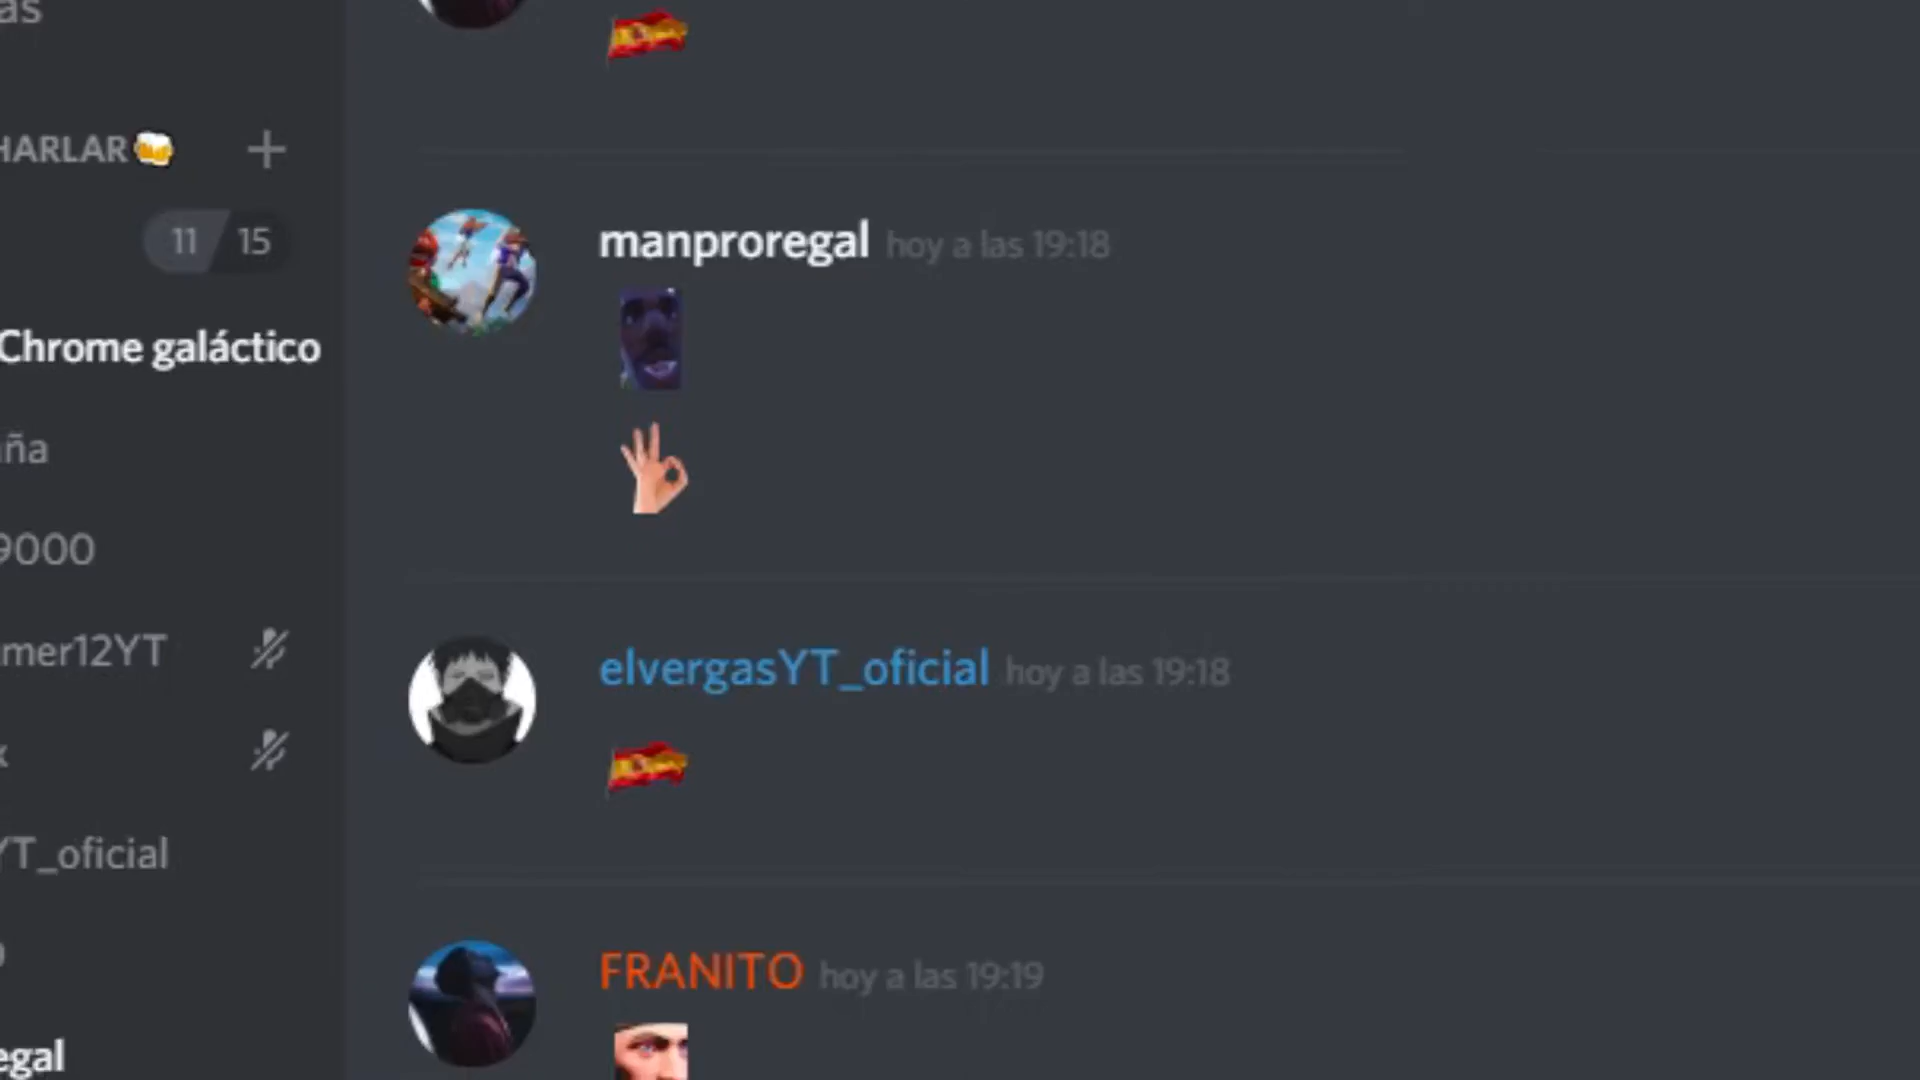 as
HARLAR
11 15
Chrome galáctico
aña
9000
mer12YT
x
YT_oficial
egal
manproregal hoy a las 19:18
elvergasYT_oficial hoy a las 19:18
FRANITO hoy a las 19:19